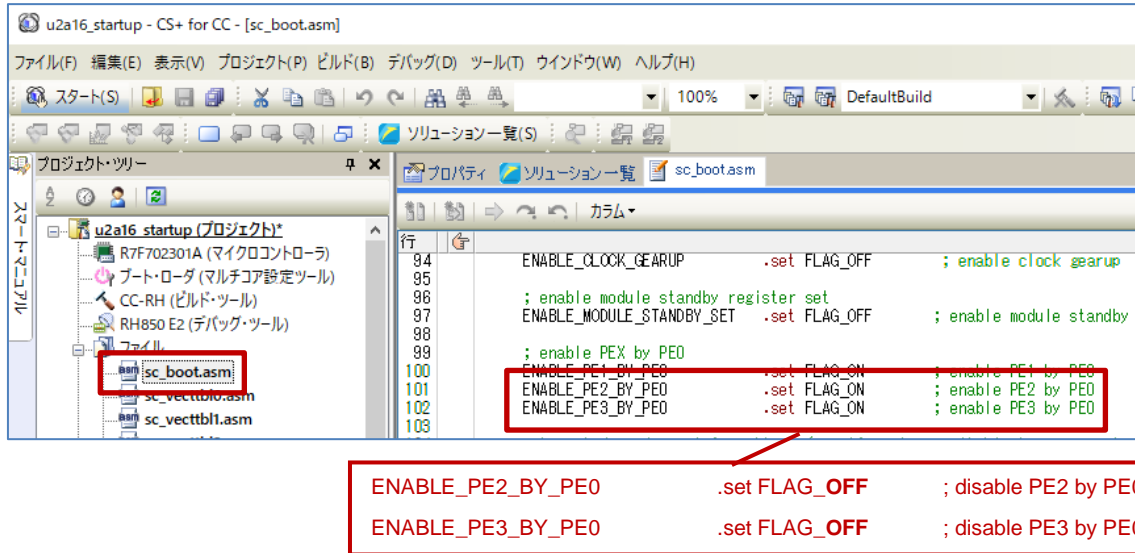 u2a16_startup - CS+ for CC - [sc_boot.asm]
ファイル(F) 編集(E) 表示(V) プロジェクト(P) ビルド(B) デバッグ(D) ツール(T) ウインドウ(W) ヘルプ(H)
スタート(S) 100% DefaultBuild
ソリューション一覧(S)
プロジェクト・ツリー
プロパティ ソリューション一覧 sc_boot.asm
カラム
スマート・マニュアル
u2a16_startup (プロジェクト)*
R7F702301A (マイクロコントローラ)
ブート・ローダ (マルチコア設定ツール)
CC-RH (ビルド・ツール)
RH850 E2 (デバッグ・ツール)
ファイル
sc_boot.asm
sc_vecttbl0.asm
sc_vecttbl1.asm
行
94 ENABLE_CLOCK_GEARUP .set FLAG_OFF ; enable clock gearup
95
96 ; enable module standby register set
97 ENABLE_MODULE_STANDBY_SET .set FLAG_OFF ; enable module standby
98
99 ; enable PEX by PE0
100 ENABLE_PE1_BY_PE0 .set FLAG_ON ; enable PE1 by PE0
101 ENABLE_PE2_BY_PE0 .set FLAG_ON ; enable PE2 by PE0
102 ENABLE_PE3_BY_PE0 .set FLAG_ON ; enable PE3 by PE0
103
ENABLE_PE2_BY_PE0 .set FLAG_OFF ; disable PE2 by PE0
ENABLE_PE3_BY_PE0 .set FLAG_OFF ; disable PE3 by PE0